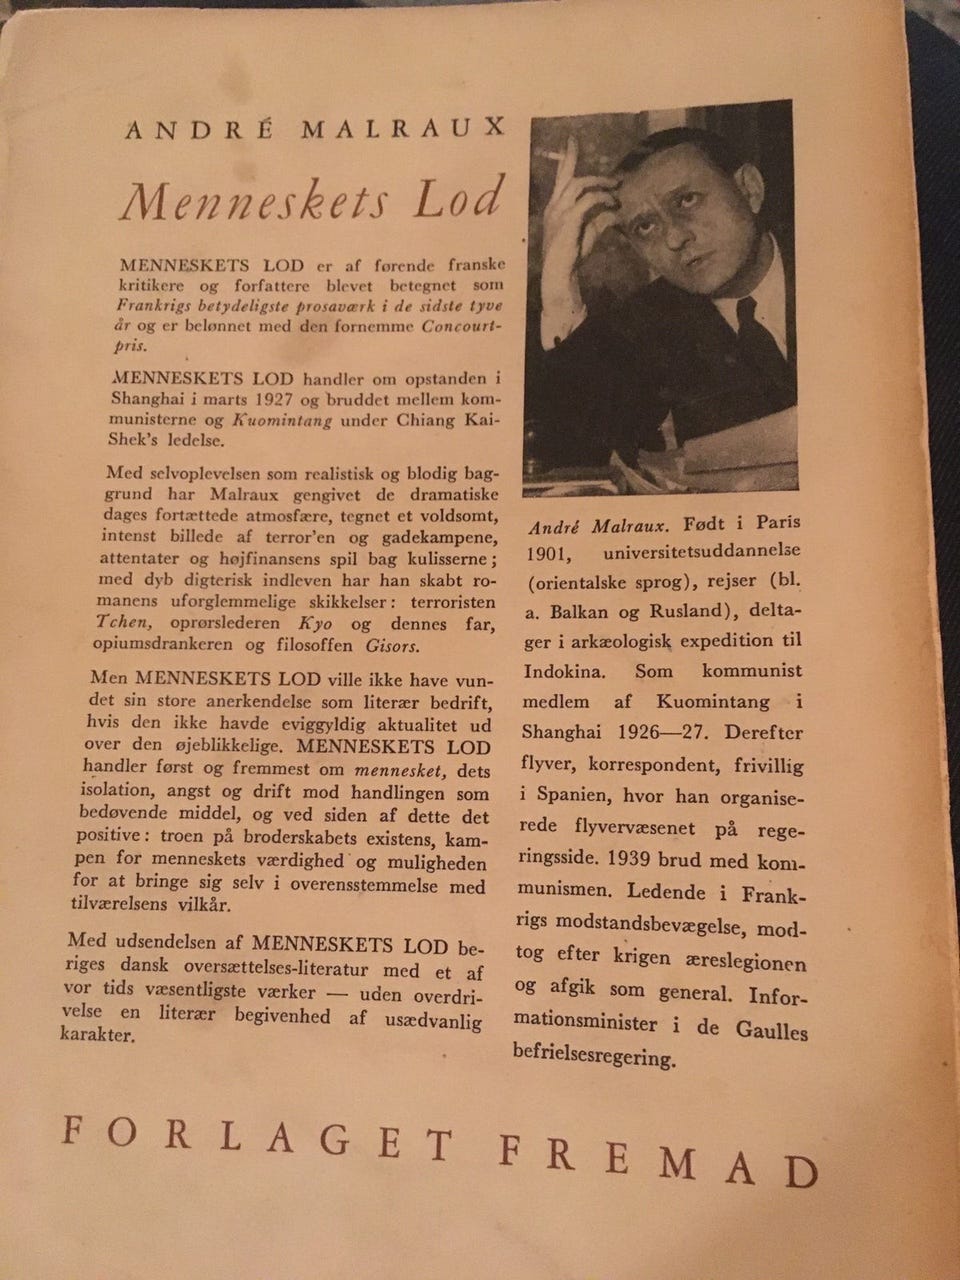 ANDRÉ MALRAUX
Menneskets Lod
MENNESKETS LOD er af førende franske
kritikere og forfattere blevet betegnet som
Frankrigs betydeligste prosaværk i de sidste tyve
år og er belønnet med den fornemme Concourt-
pris.
MENNESKETS LOD handler om opstanden i
Shanghai i marts 1927 og bruddet mellem kom-
munisterne og Kuomintang under Chiang Kai-
Shek's ledelse.
Med selvoplevelsen som realistisk og blodig bag-
grund har Malraux gengivet de dramatiske
dages fortættede atmosfære, tegnet et voldsomt,
intenst billede af terror'en og gadekampene,
attentater og højfinansens spil bag kulisserne;
med dyb digterisk indleven har han skabt ro-
manens uforglemmelige skikkelser: terroristen
Tchen, oprørslederen Kyo og dennes far,
opiumsdrankeren og filosoffen Gisors.
Men MENNESKETS LOD ville ikke have vun-
det sin store anerkendelse som literær bedrift,
hvis den ikke havde eviggyldig aktualitet ud
over den øjeblikkelige. MENNESKETS LOD
handler først og fremmest om mennesket, dets
isolation, angst og drift mod handlingen som
bedøvende middel, og ved siden af dette det
positive: troen på broderskabets existens, kam-
pen for menneskets værdighed og muligheden
for at bringe sig selv i overensstemmelse med
tilværelsens vilkår.
Med udsendelsen af MENNESKETS LOD be-
riges dansk oversættelses-literatur med et af
vor tids væsentligste værker — uden overdri-
velse en literær begivenhed af usædvanlig
karakter.
André Malraux. Født i Paris
1901, universitetsuddannelse
(orientalske sprog), rejser (bl.
a. Balkan og Rusland), delta-
ger i arkæologisk expedition til
Indokina. Som kommunist
medlem af Kuomintang i
Shanghai 1926—27. Derefter
flyver, korrespondent, frivillig
i Spanien, hvor han organise-
rede flyvervæsenet på rege-
ringsside. 1939 brud med kom-
munismen. Ledende i Frank-
rigs modstandsbevægelse, mod-
tog efter krigen æreslegionen
og afgik som general. Infor-
mationsminister i de Gaulles
befrielsesregering.
FORLAGET FREMAD